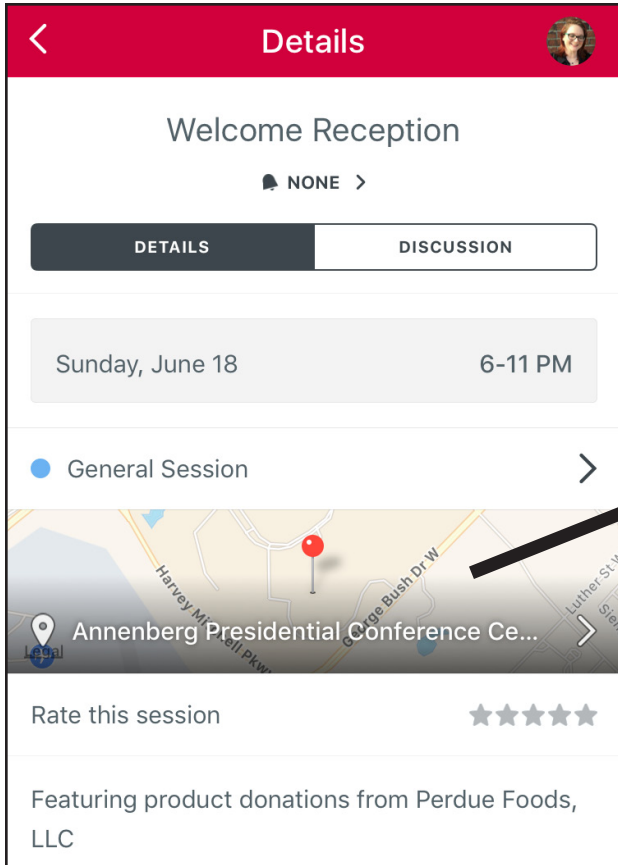 Details
Welcome Reception
NONE
DETAILS
DISCUSSION
Sunday, June 18
6-11 PM
General Session
Harvey Mitchell Pkwy
George Bush Dr W
Luther St W
Annenberg Presidential Conference Ce...
Legal
Rate this session
Featuring product donations from Perdue Foods,
LLC